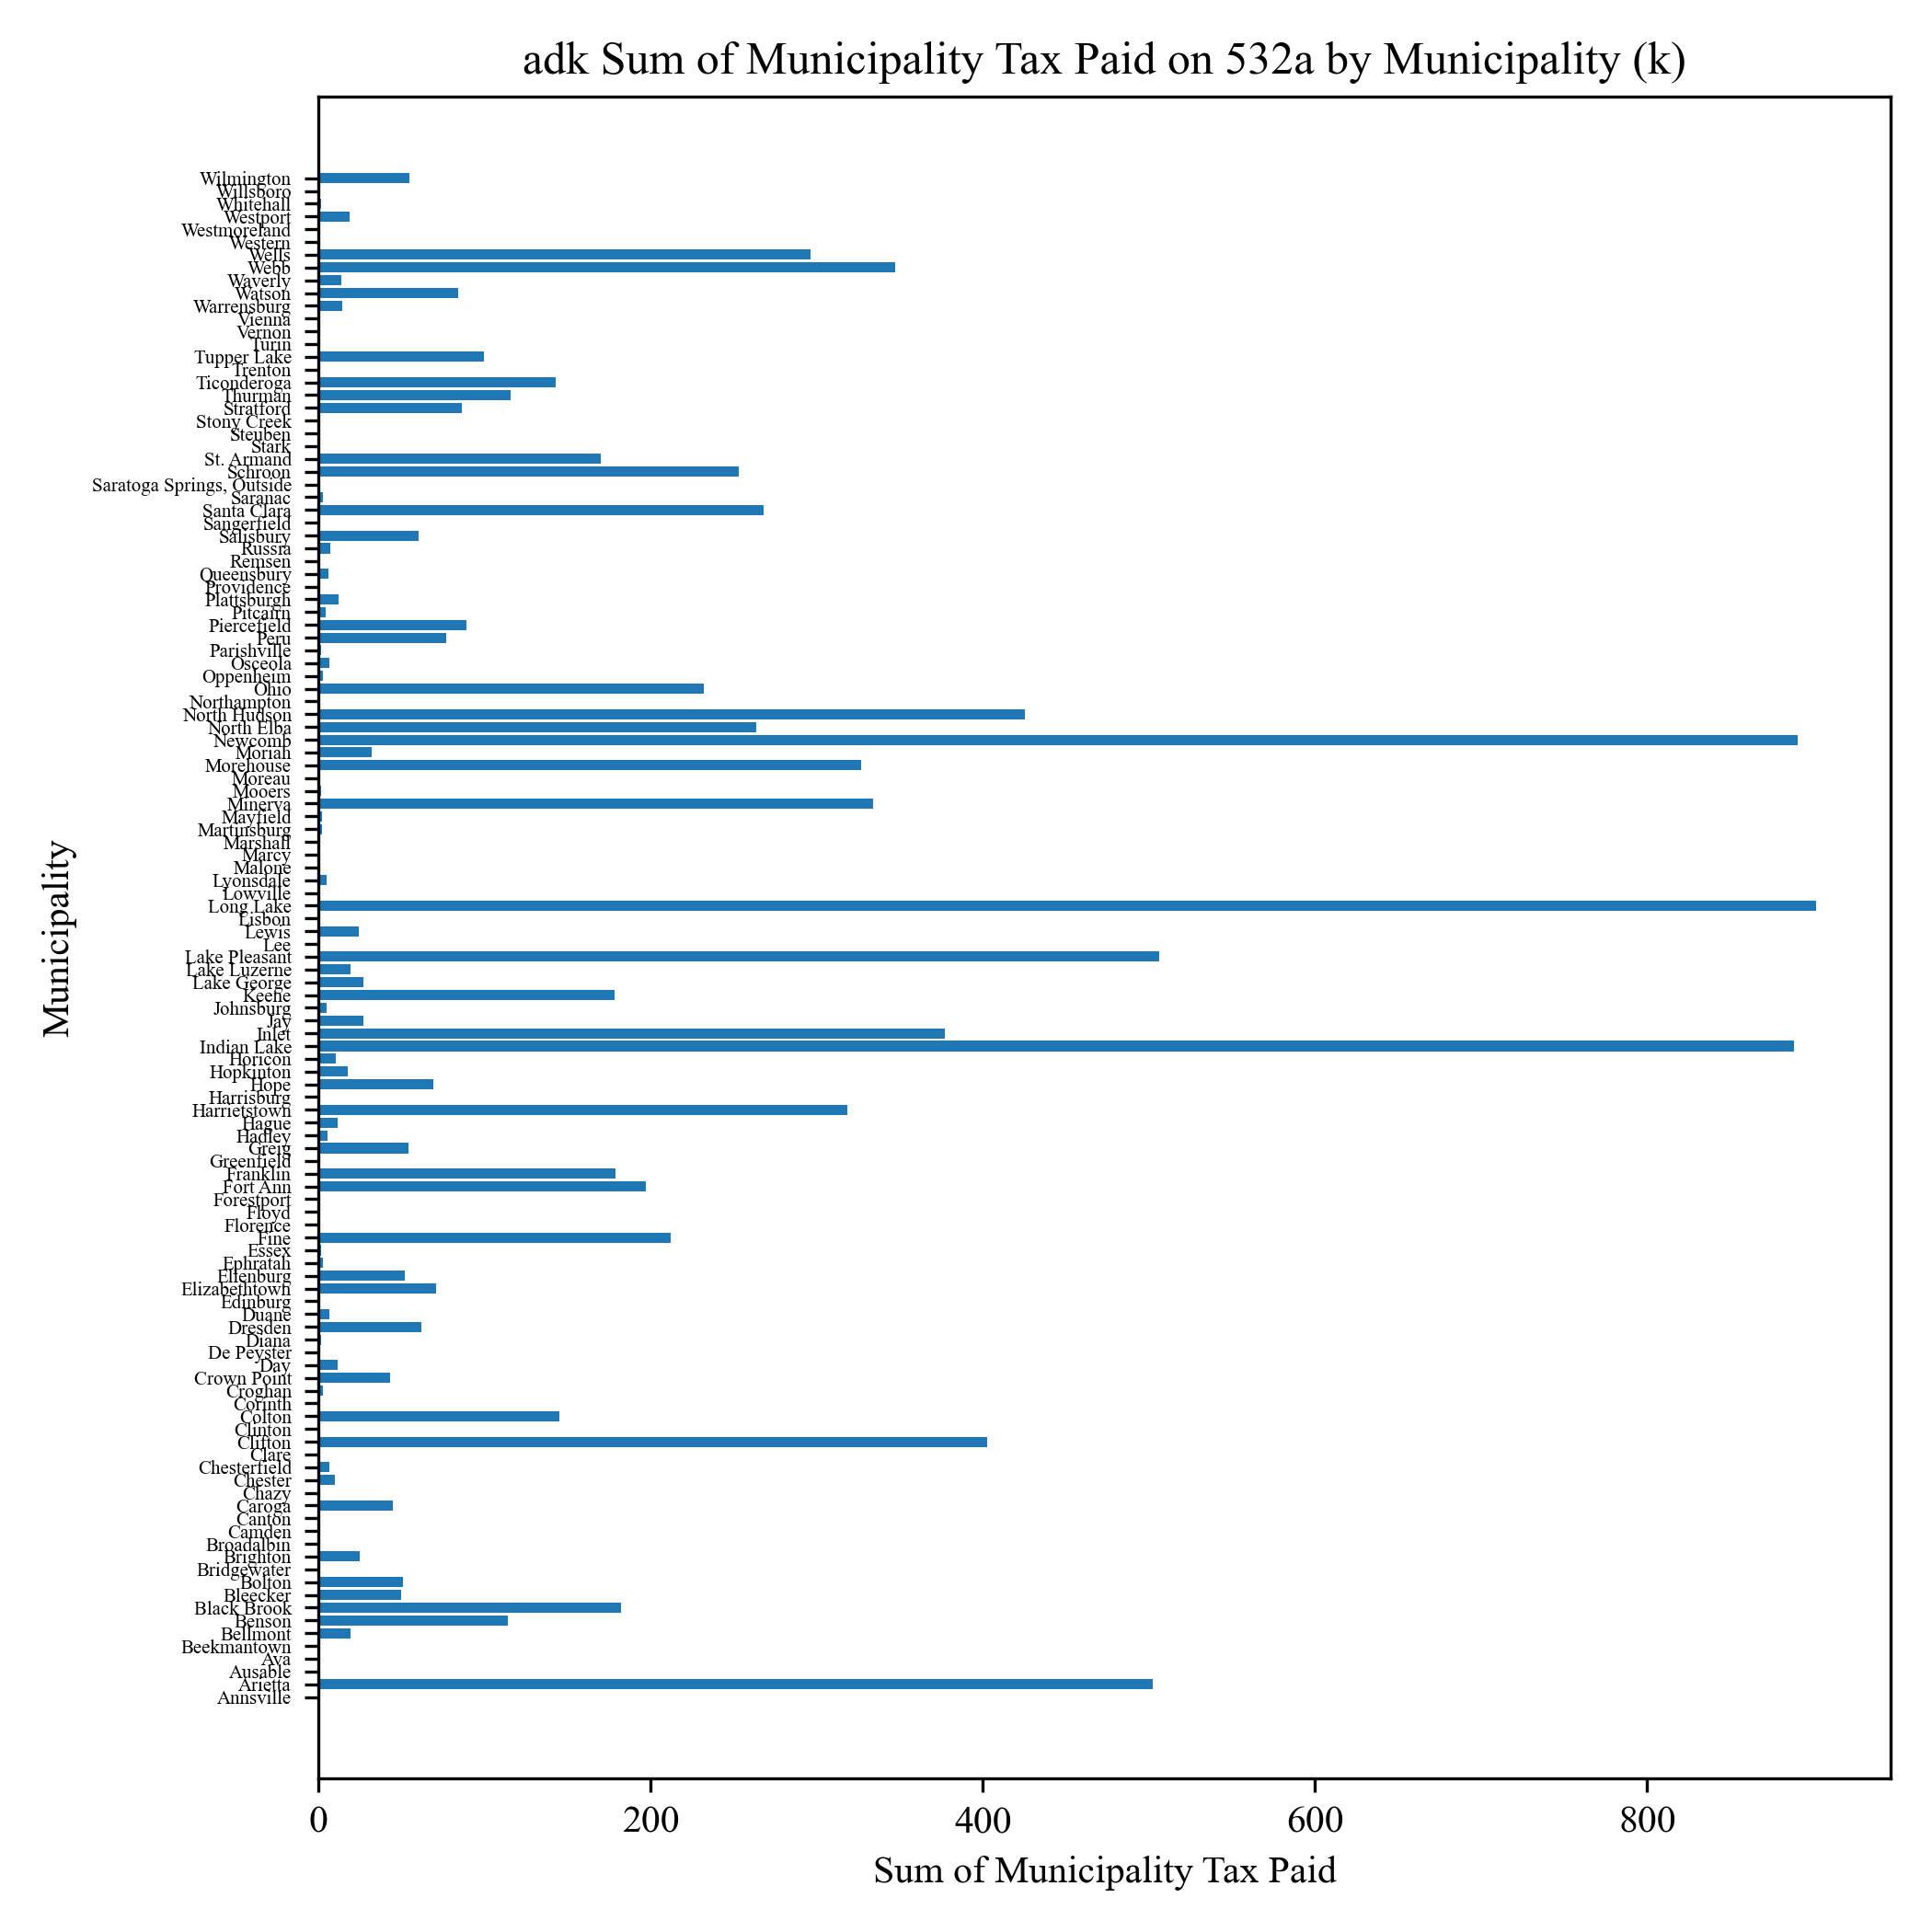 adk Sum of Municipality Tax Paid on 532a by Municipality (k)
Wilmington
Willsboro
Whitehall
Westport
Westmoreland
Western
Wells
Webb
Waverly
Watson
Warrensburg
Vienna
Vernon
Turin
Tupper Lake
Trenton
Ticonderoga
Thurman
Stratford
Stony Creek
Steuben
Stark
St. Armand
Schroon
Saratoga Springs, Outside
Saranac
Santa Clara
Sangerfield
Salisbury
Russia
Remsen
Queensbury
Providence
Plattsburgh
Pitcairn
Piercefield
Peru
Parishville
Osceola
Oppenheim
Ohio
Northampton
North Hudson
North Elba
Newcomb
Moriah
Morehouse
Moreau
Mooers
Minerva
Mayfield
Martinsburg
Marshall
Marcy
Malone
Lyonsdale
Lowville
Long Lake
Lisbon
Lewis
Lee
Lake Pleasant
Lake Luzerne
Lake George
Keene
Johnsburg
Jay
Inlet
Indian Lake
Horicon
Hopkinton
Hope
Harrisburg
Harrietstown
Hague
Hadley
Greig
Greenfield
Franklin
Fort Ann
Forestport
Floyd
Florence
Fine
Essex
Ephratah
Ellenburg
Elizabethtown
Edinburg
Duane
Dresden
Diana
De Peyster
Day
Crown Point
Croghan
Corinth
Colton
Clinton
Clifton
Clare
Chesterfield
Chester
Chazy
Caroga
Canton
Camden
Broadalbin
Brighton
Bridgewater
Bolton
Bleecker
Black Brook
Benson
Bellmont
Beekmantown
Ava
Ausable
Arietta
Annsville
Municipality
0 200 400 600 800
Sum of Municipality Tax Paid